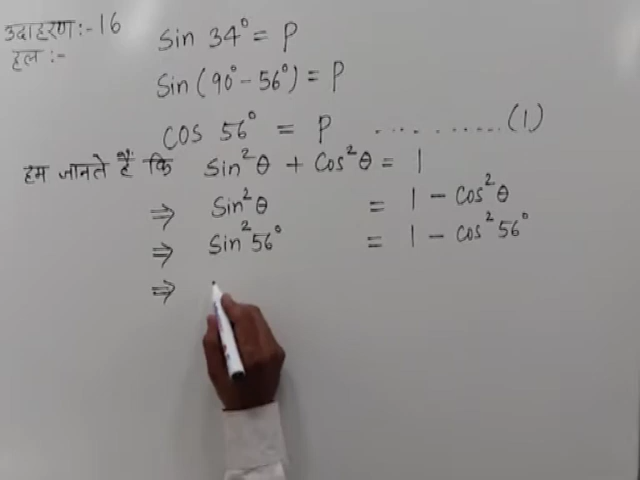 उदाहरण:-16
हल :-
Sin 34° = P
Sin (90° - 56°) = P
COS 56° = P .............(1)
हम जानते हैं कि Sin²θ + Cos²θ = 1
⇒ Sin²θ = 1 - COS²θ
⇒ Sin²56° = 1 - COS²56°
⇒